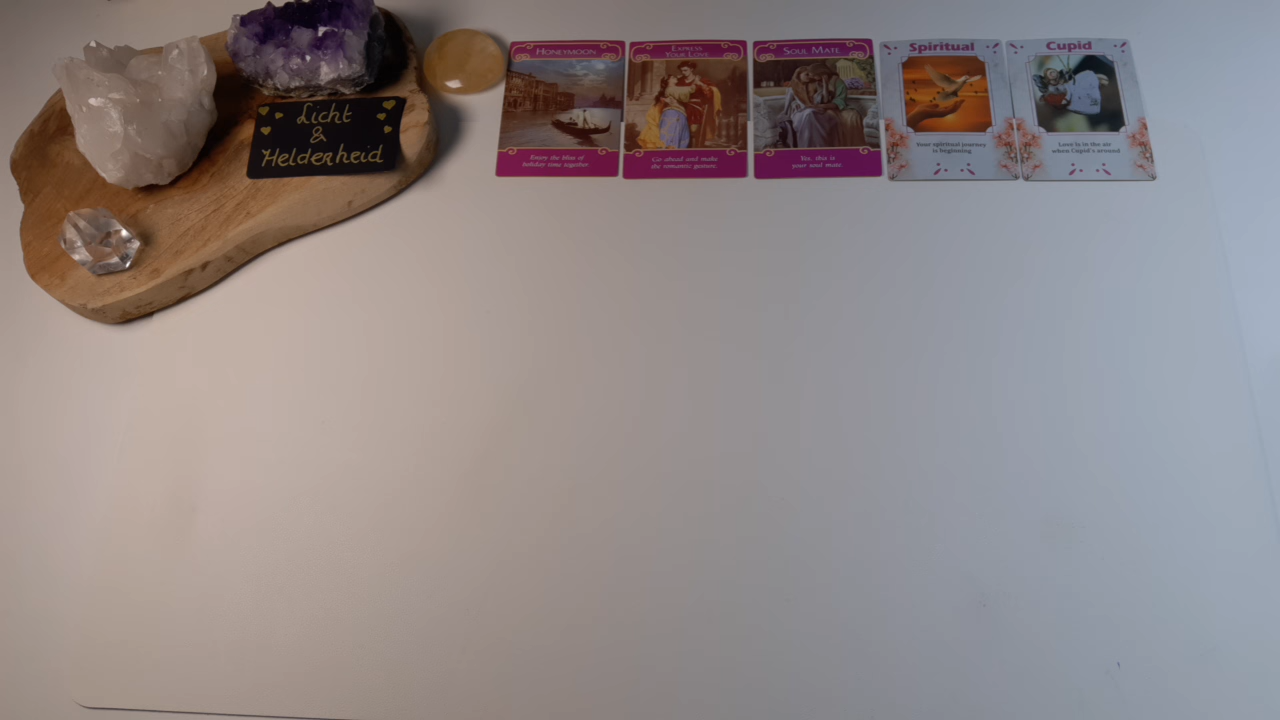 Licht
&
Helderheid
HONEYMOON
Enjoy the bliss of
holiday time together.
EXPRESS
YOUR LOVE
Go ahead and make
the romantic gesture.
SOUL MATE
Yes, this is
your soul mate.
Spiritual
Your spiritual journey
is beginning
Cupid
Love is in the air
when Cupid's around